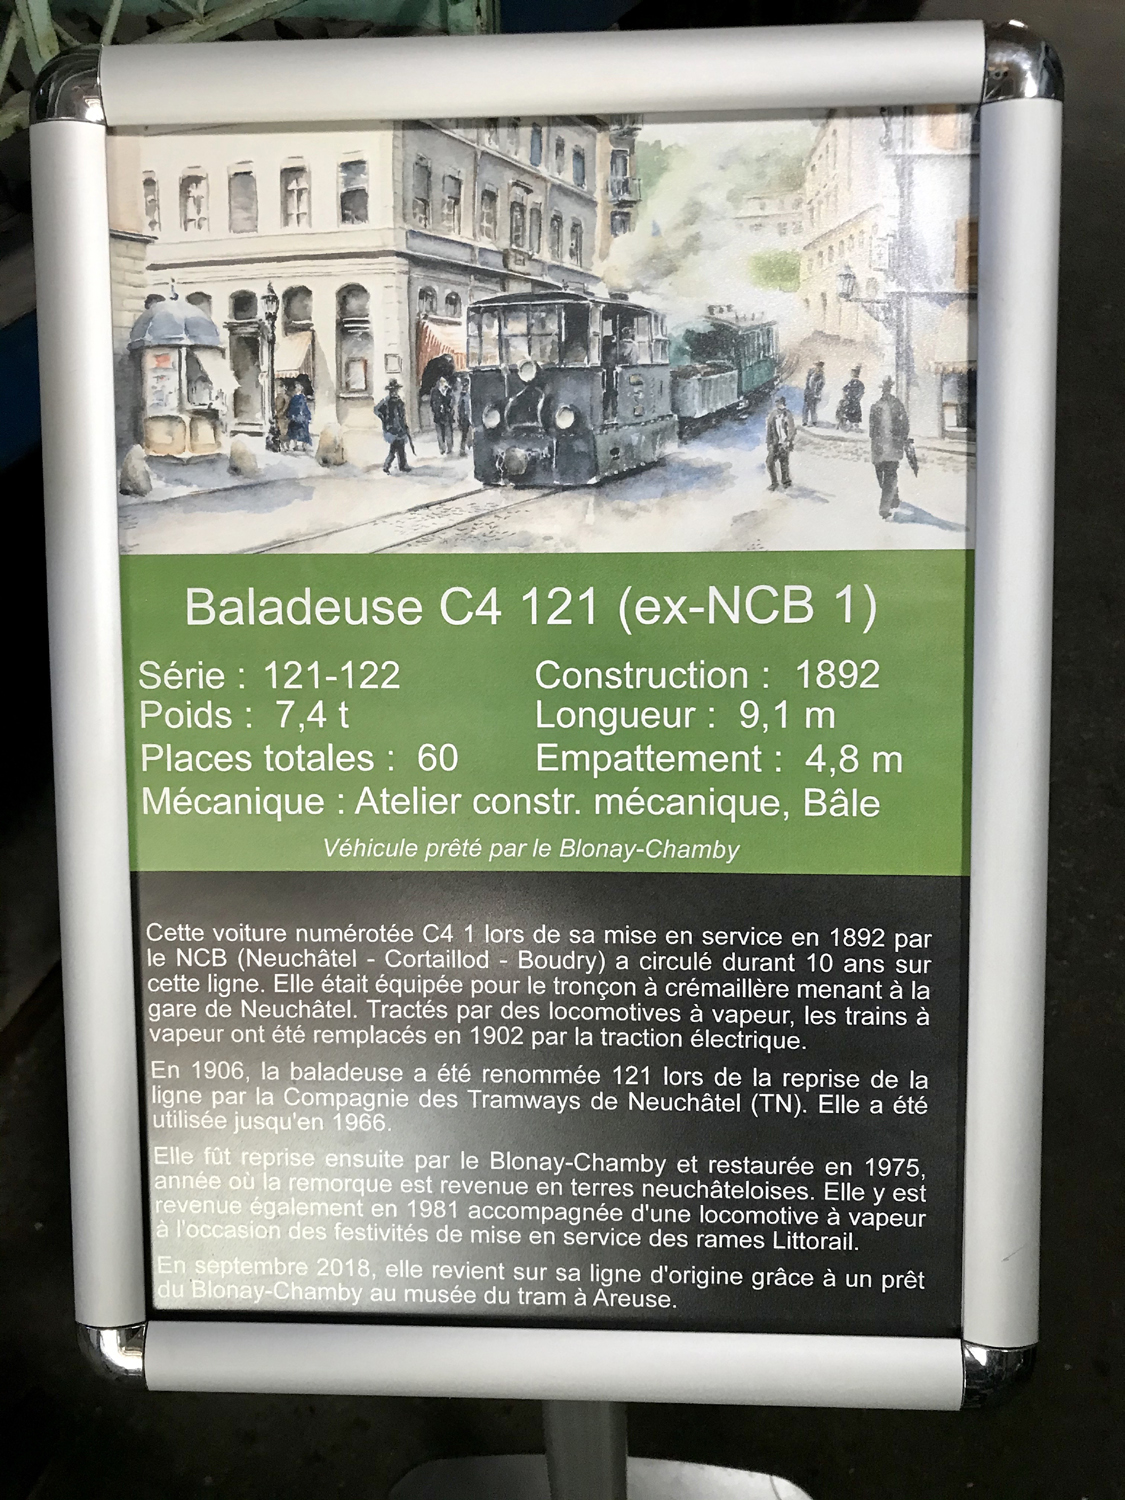 Baladeuse C4 121 (ex-NCB 1)
Série : 121-122 Construction : 1892
Poids : 7,4 t Longueur : 9,1 m
Places totales : 60 Empattement : 4,8 m
Mécanique : Atelier constr. mécanique, Bâle
Véhicule prêté par le Blonay-Chamby
Cette voiture numérotée C4 1 lors de sa mise en service en 1892 par
le NCB (Neuchâtel - Cortaillod - Boudry) a circulé durant 10 ans sur
cette ligne. Elle était équipée pour le tronçon à crémaillère menant à la
gare de Neuchâtel. Tractés par des locomotives à vapeur, les trains à
vapeur ont été remplacés en 1902 par la traction électrique.
En 1906, la baladeuse a été renommée 121 lors de la reprise de la
ligne par la Compagnie des Tramways de Neuchâtel (TN). Elle a été
utilisée jusqu'en 1966.
Elle fût reprise ensuite par le Blonay-Chamby et restaurée en 1975,
année où la remorque est revenue en terres neuchâteloises. Elle y est
revenue également en 1981 accompagnée d'une locomotive à vapeur
à l'occasion des festivités de mise en service des rames Littorail.
En septembre 2018, elle revient sur sa ligne d'origine grâce à un prêt
du Blonay-Chamby au musée du tram à Areuse.